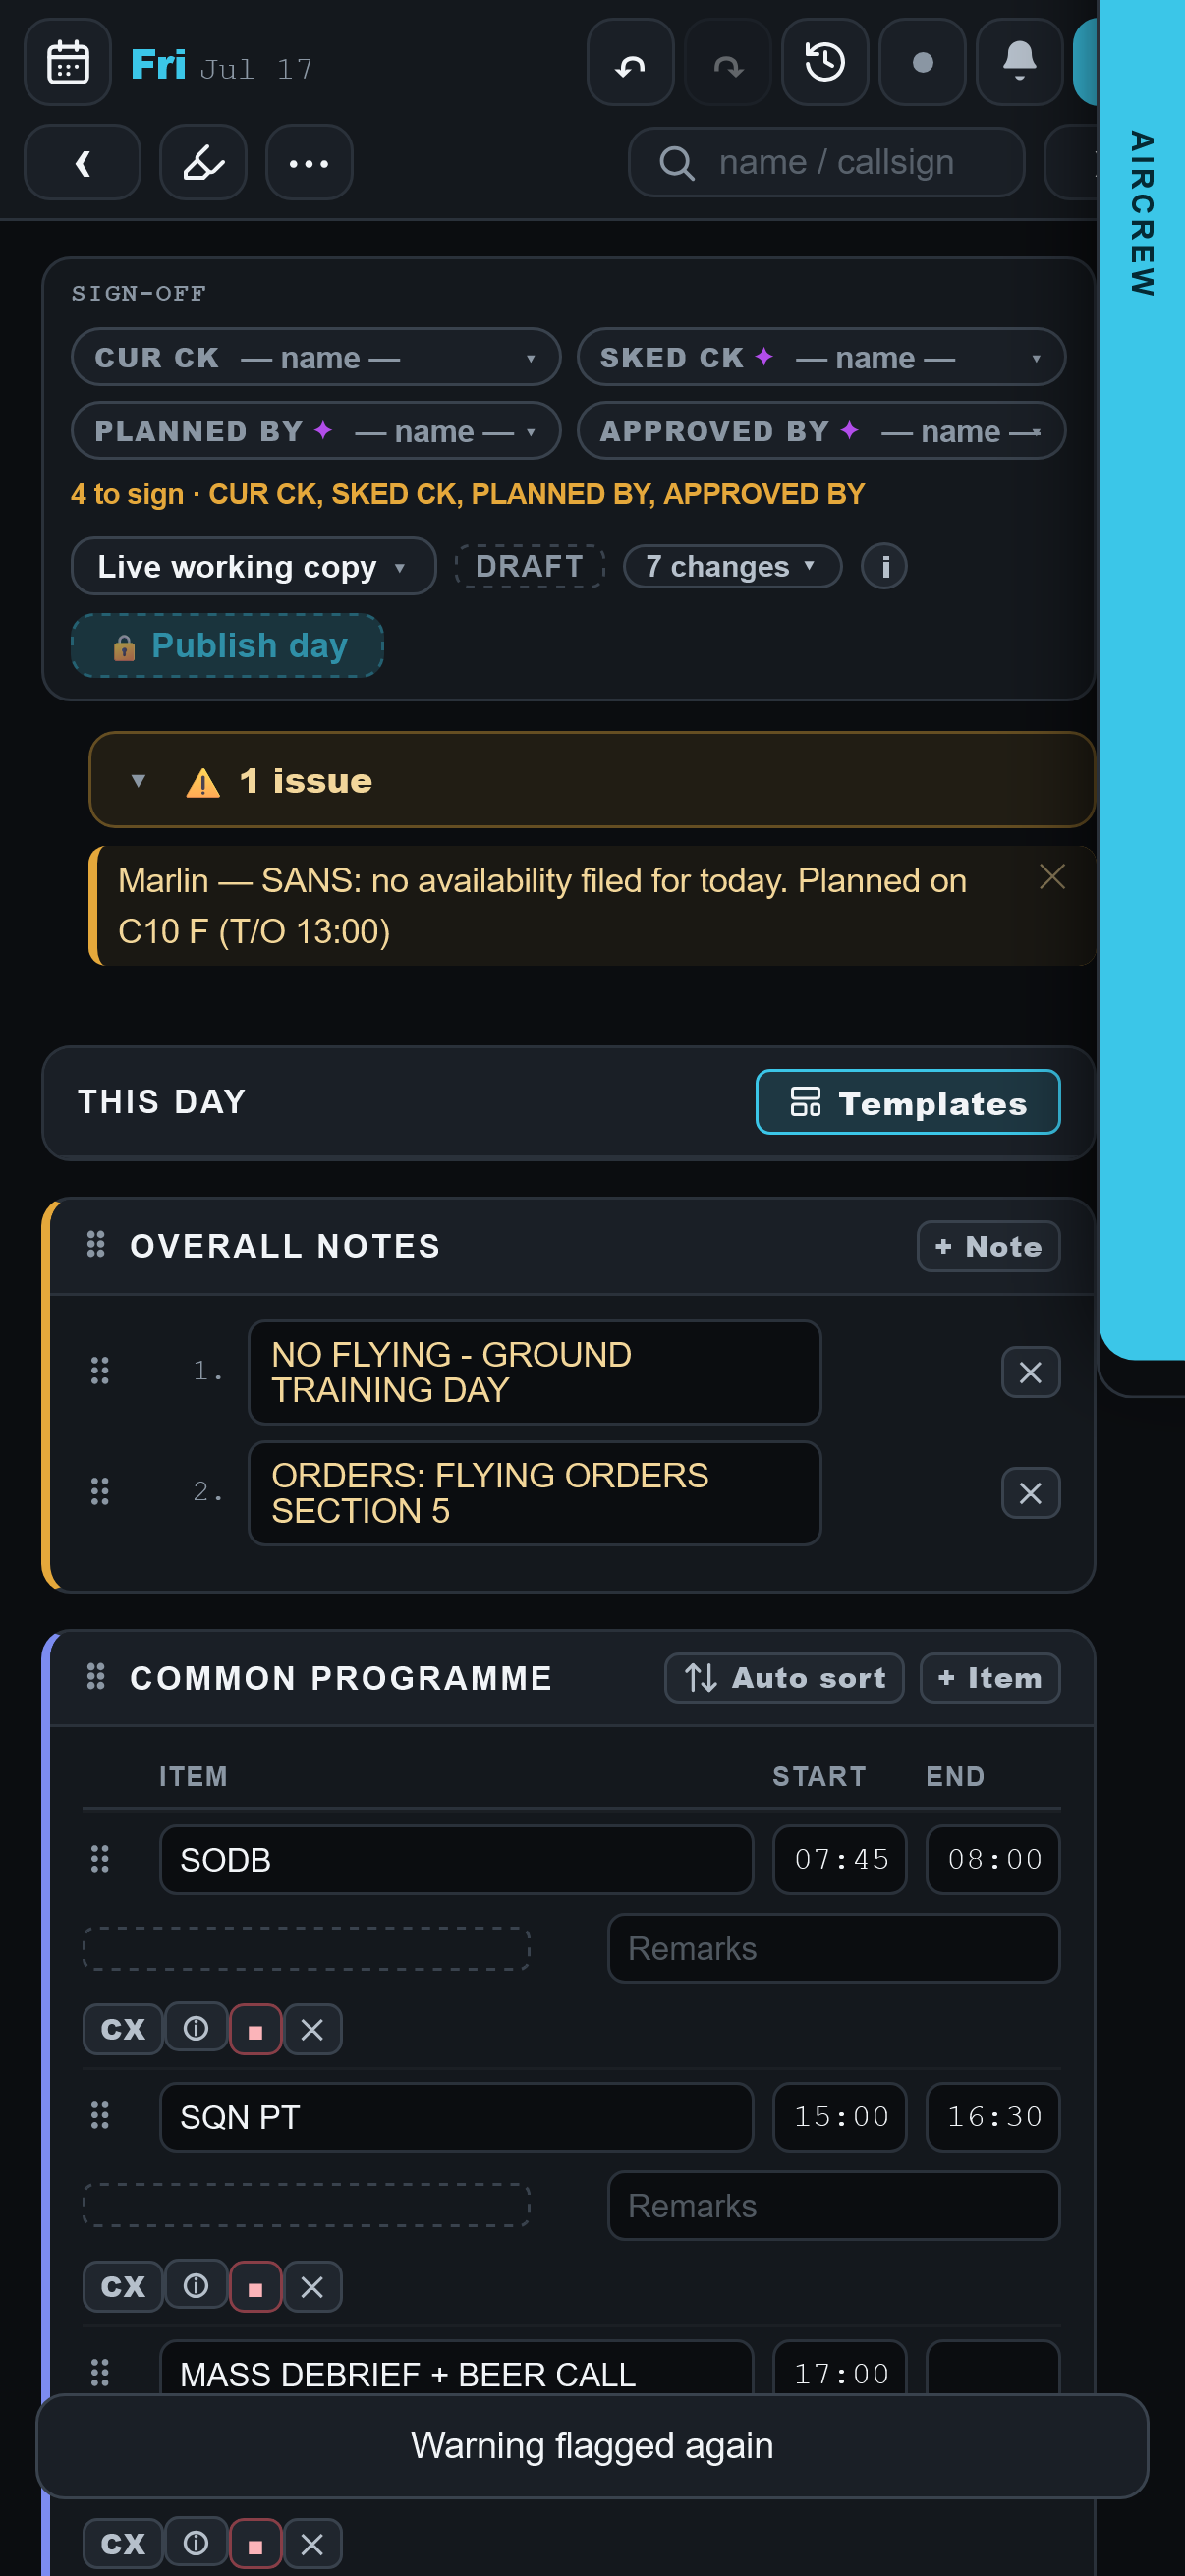 Fri Jul 17
name / callsign
AIRCREW
SIGN-OFF
CUR CK — name —
SKED CK ✦ — name —
PLANNED BY ✦ — name —
APPROVED BY ✦ — name —
4 to sign · CUR CK, SKED CK, PLANNED BY, APPROVED BY
Live working copy
DRAFT
7 changes
i
Publish day
1 issue
Marlin — SANS: no availability filed for today. Planned on
C10 F (T/O 13:00)
THIS DAY
Templates
OVERALL NOTES
+ Note
1. NO FLYING - GROUND
TRAINING DAY
2. ORDERS: FLYING ORDERS
SECTION 5
COMMON PROGRAMME
Auto sort
+ Item
ITEM START END
SODB 07:45 08:00
Remarks
CX
SQN PT 15:00 16:30
Remarks
CX
MASS DEBRIEF + BEER CALL 17:00
Warning flagged again
CX